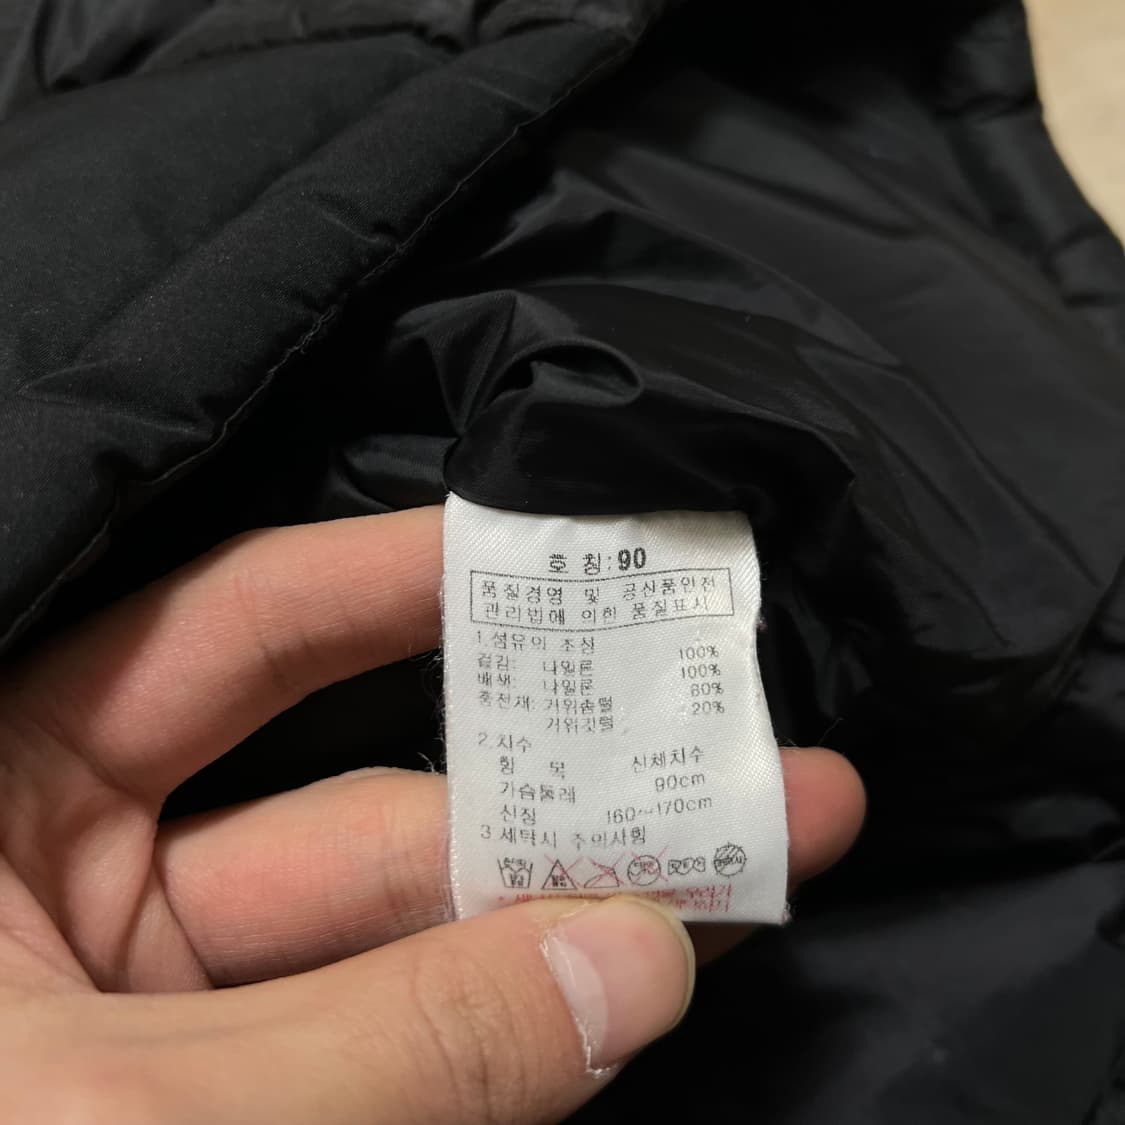 호 칭:90
품질경영 및 공산품안전
관리법에 의한 품질표시
1.섬유의 조성
겉감: 나일론 100%
배색: 나일론 100%
충전재: 거위솜털 80%
거위깃털 20%
2.치수
항 목 신체치수
가슴둘레 90cm
신장 160~170cm
3.세탁시 주의사항